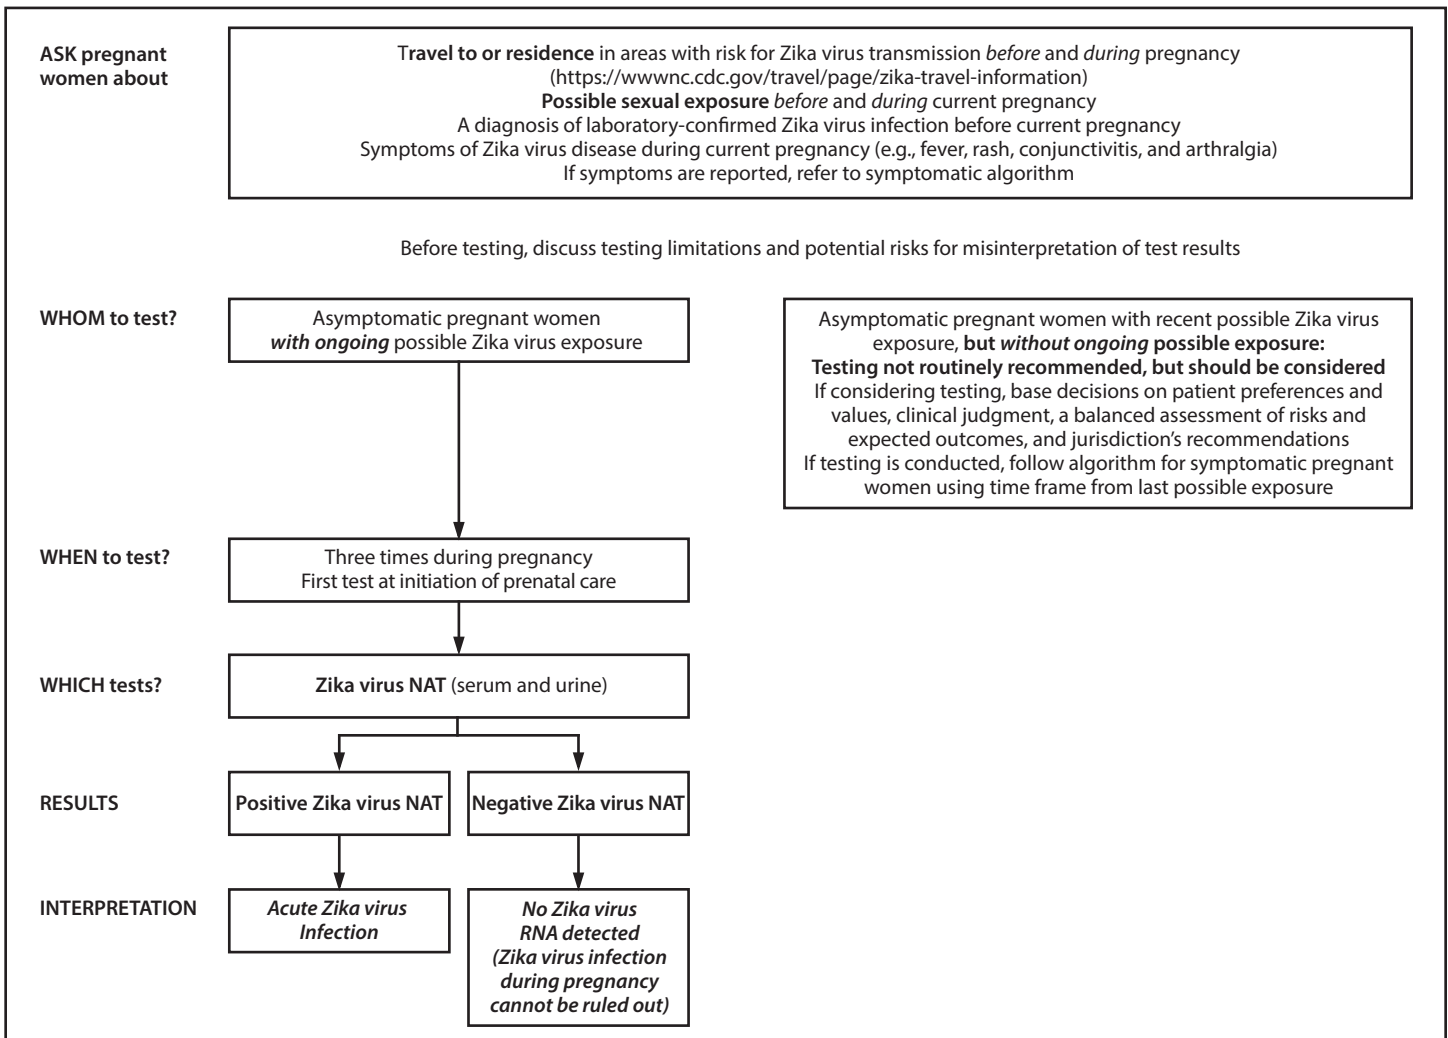 ASK pregnant
women about
Travel to or residence in areas with risk for Zika virus transmission before and during pregnancy
(https://wwwnc.cdc.gov/travel/page/zika-travel-information)
Possible sexual exposure before and during current pregnancy
A diagnosis of laboratory-confirmed Zika virus infection before current pregnancy
Symptoms of Zika virus disease during current pregnancy (e.g., fever, rash, conjunctivitis, and arthralgia)
If symptoms are reported, refer to symptomatic algorithm
Before testing, discuss testing limitations and potential risks for misinterpretation of test results
WHOM to test?
Asymptomatic pregnant women
with ongoing possible Zika virus exposure
Asymptomatic pregnant women with recent possible Zika virus
exposure, but without ongoing possible exposure:
Testing not routinely recommended, but should be considered
If considering testing, base decisions on patient preferences and
values, clinical judgment, a balanced assessment of risks and
expected outcomes, and jurisdiction's recommendations
If testing is conducted, follow algorithm for symptomatic pregnant
women using time frame from last possible exposure
WHEN to test?
Three times during pregnancy
First test at initiation of prenatal care
WHICH tests?
Zika virus NAT (serum and urine)
RESULTS
Positive Zika virus NAT
Negative Zika virus NAT
INTERPRETATION
Acute Zika virus
Infection
No Zika virus
RNA detected
(Zika virus infection
during pregnancy
cannot be ruled out)